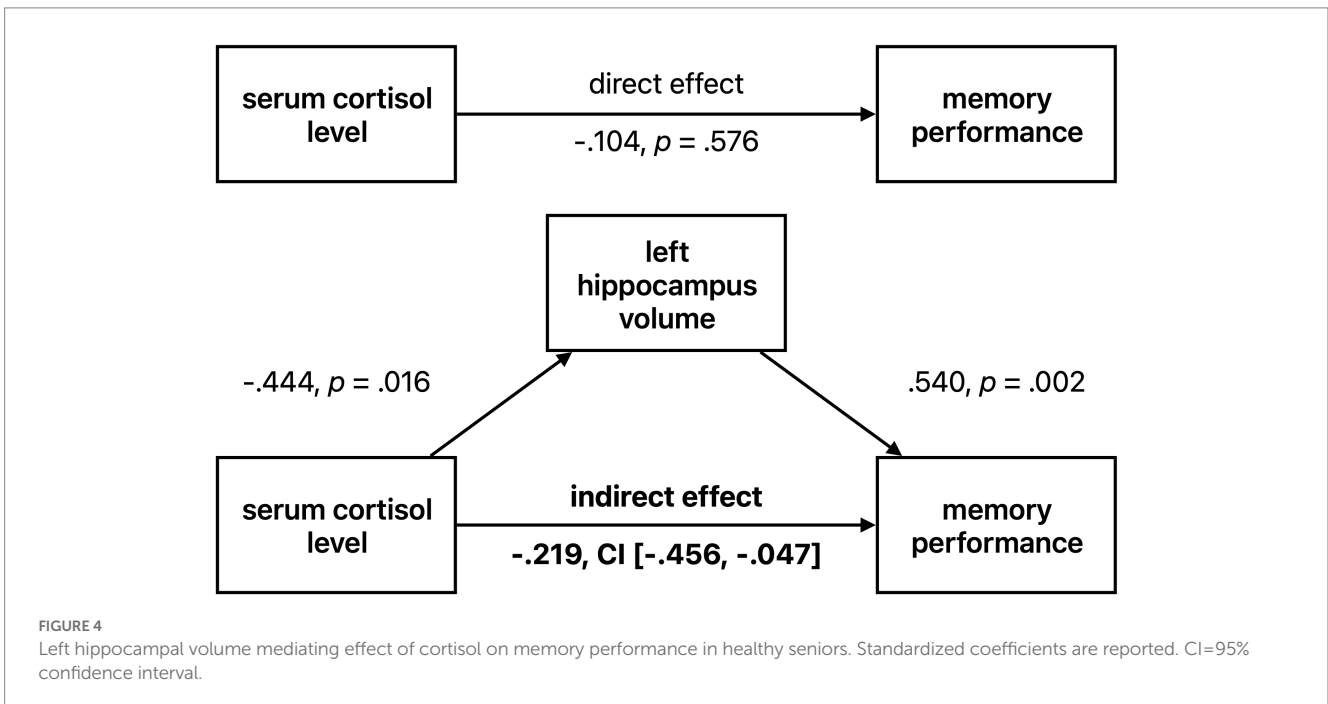 serum cortisol
level
direct effect
-.104, p = .576
memory
performance
left
hippocampus
volume
-.444, p = .016
.540, p = .002
serum cortisol
level
indirect effect
-.219, CI [-.456, -.047]
memory
performance
FIGURE 4
Left hippocampal volume mediating effect of cortisol on memory performance in healthy seniors. Standardized coefficients are reported. CI=95%
confidence interval.